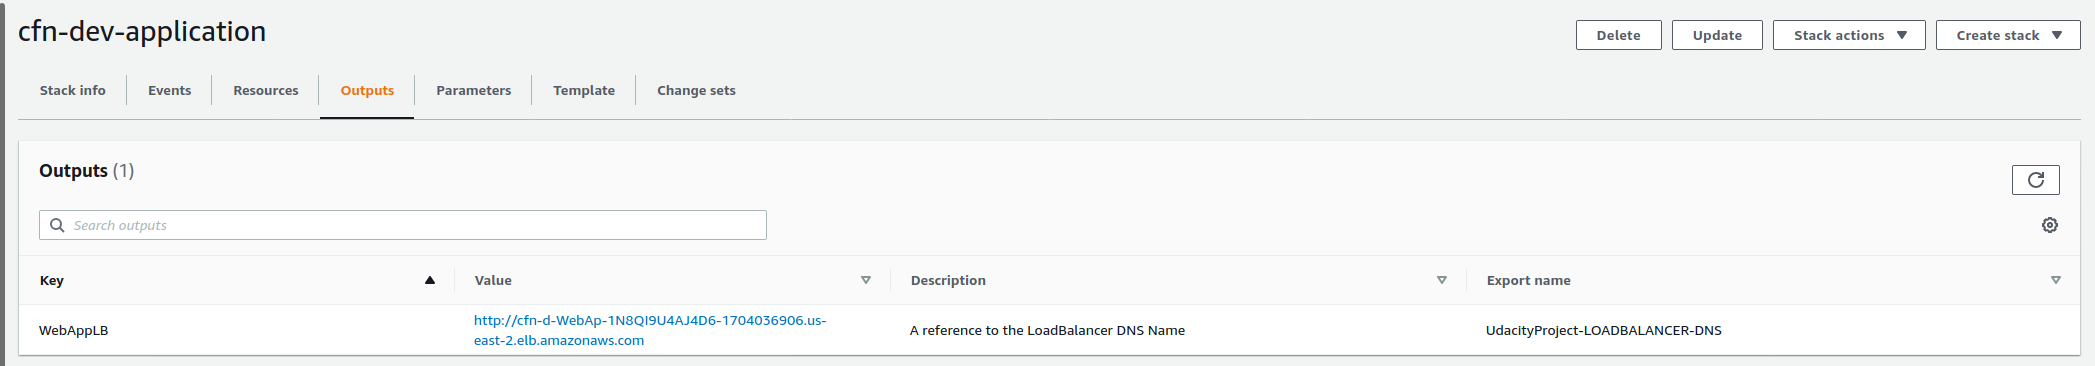 cfn-dev-application
Delete
Update
Stack actions
Create stack
Stack info
Events
Resources
Outputs
Parameters
Template
Change sets
Outputs (1)
Search outputs
Key
Value
Description
Export name
WebAppLB
http://cfn-d-WebAp-1N8QI9U4AJ4D6-1704036906.us-
east-2.elb.amazonaws.com
A reference to the LoadBalancer DNS Name
UdacityProject-LOADBALANCER-DNS